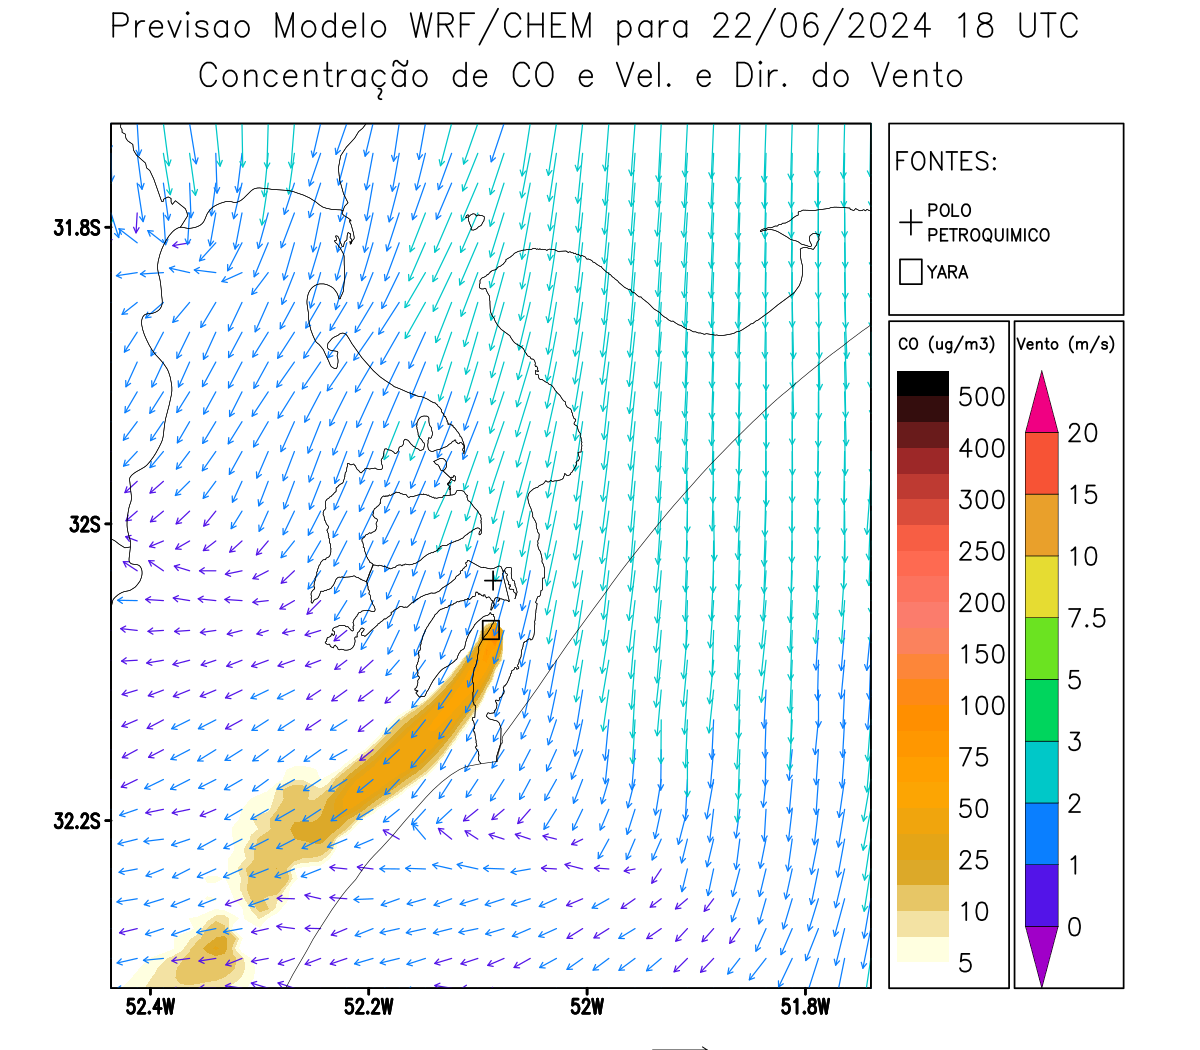 Previsao Modelo WRF/CHEM para 22/06/2024 18 UTC
Concentração de CO e Vel. e Dir. do Vento
FONTES:
POLO
PETROQUIMICO
YARA
CO (ug/m3)
500
400
300
250
200
150
100
75
50
25
10
5
Vento (m/s)
20
15
10
7.5
5
3
2
1
0
31.8S
32S
32.2S
52.4W
52.2W
52W
51.8W